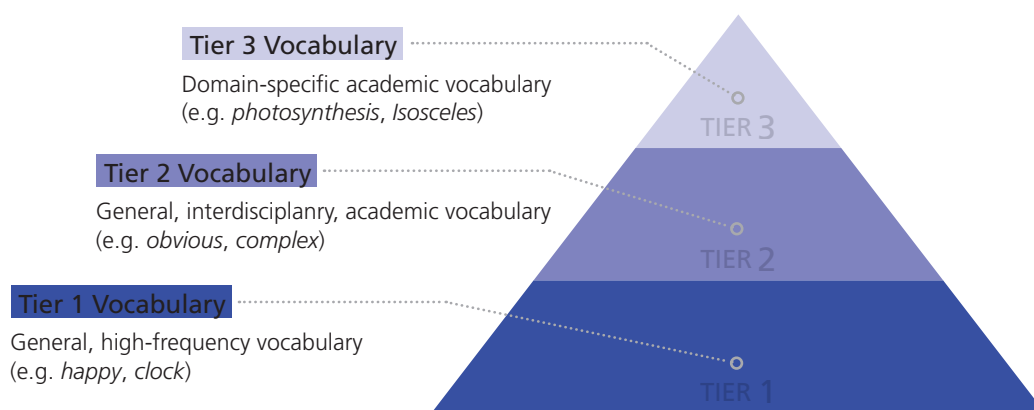 Tier 3 Vocabulary
Domain-specific academic vocabulary
(e.g. photosynthesis, Isosceles)
TIER 3
Tier 2 Vocabulary
General, interdisciplanry, academic vocabulary
(e.g. obvious, complex)
TIER 2
Tier 1 Vocabulary
General, high-frequency vocabulary
(e.g. happy, clock)
TIER 1